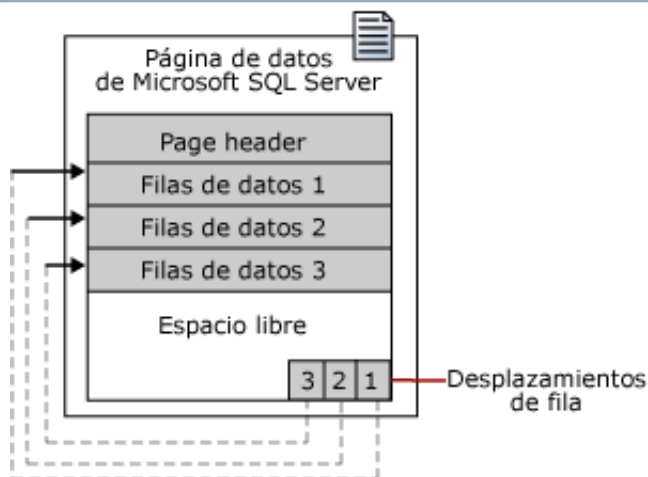 Página de datos
de Microsoft SQL Server
Page header
Filas de datos 1
Filas de datos 2
Filas de datos 3
Espacio libre
3 2 1
Desplazamientos
de fila